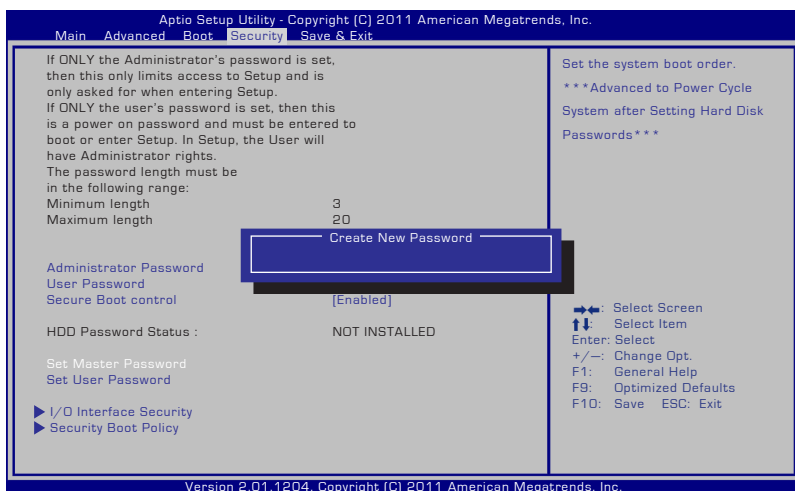 Aptio Setup Utility - Copyright (C) 2011 American Megatrends, Inc.
Main Advanced Boot Security Save & Exit
If ONLY the Administrator's password is set,
then this only limits access to Setup and is
only asked for when entering Setup.
If ONLY the user's password is set, then this
is a power on password and must be entered to
boot or enter Setup. In Setup, the User will
have Administrator rights.
The password length must be
in the following range:
Minimum length 3
Maximum length 20
Create New Password
Administrator Password
User Password
Secure Boot control [Enabled]
HDD Password Status : NOT INSTALLED
Set Master Password
Set User Password
I/O Interface Security
Security Boot Policy
Set the system boot order.
***Advanced to Power Cycle
System after Setting Hard Disk
Passwords***
→←: Select Screen
↑↓: Select Item
Enter: Select
+/—: Change Opt.
F1: General Help
F9: Optimized Defaults
F10: Save ESC: Exit
Version 2.01.1204. Copyright (C) 2011 American Megatrends, Inc.